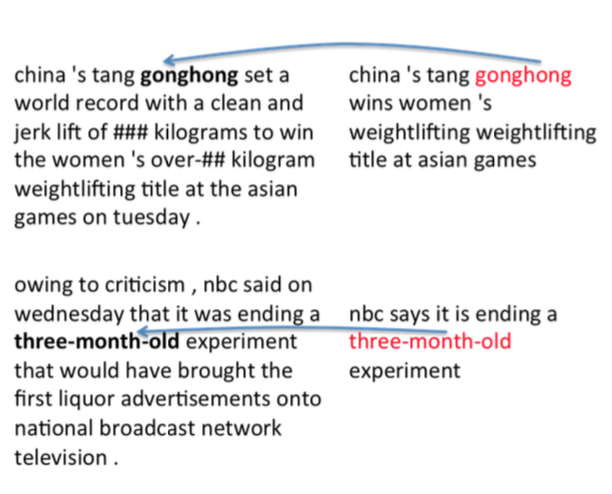 china 's tang gonghong set a
world record with a clean and
jerk lift of ### kilograms to win
the women 's over-## kilogram
weightlifting title at the asian
games on tuesday .
china 's tang gonghong
wins women 's
weightlifting weightlifting
title at asian games
owing to criticism , nbc said on
wednesday that it was ending a
three-month-old experiment
that would have brought the
first liquor advertisements onto
national broadcast network
television .
nbc says it is ending a
three-month-old
experiment